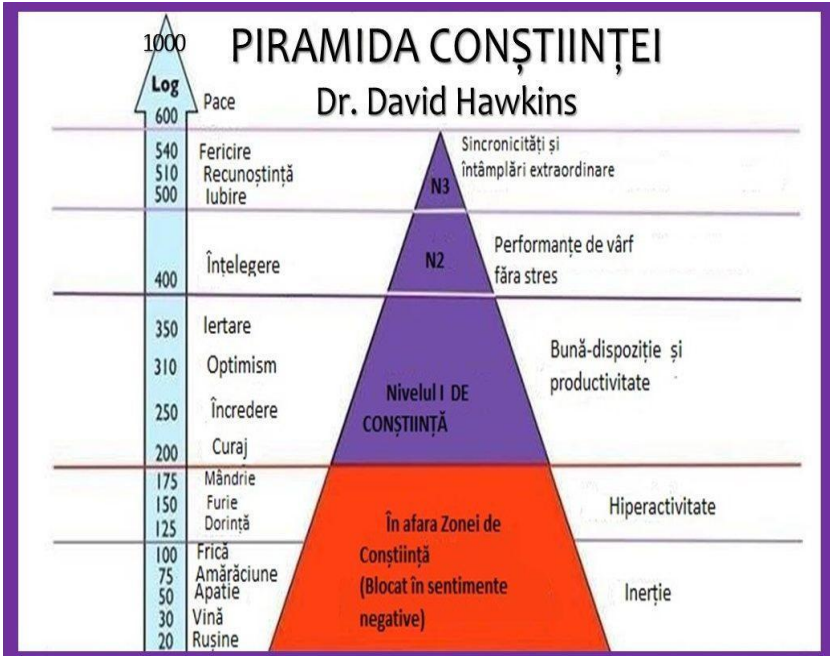 PIRAMIDA CONȘTIINȚEI
Dr. David Hawkins
1000
Log
600 Pace
540 Fericire
510 Recunoștință
500 Iubire
N3
Sincronicități și
întâmplări extraordinare
400 Înțelegere
N2
Performanțe de vârf
făra stres
350 Iertare
310 Optimism
250 Încredere
200 Curaj
Nivelul I DE
CONȘTIINȚĂ
Bună-dispoziție și
productivitate
175 Mândrie
150 Furie
125 Dorință
Hiperactivitate
100 Frică
75 Amărăciune
50 Apatie
30 Vină
20 Rușine
În afara Zonei de
Conștiință
(Blocat în sentimente
negative)
Inerție